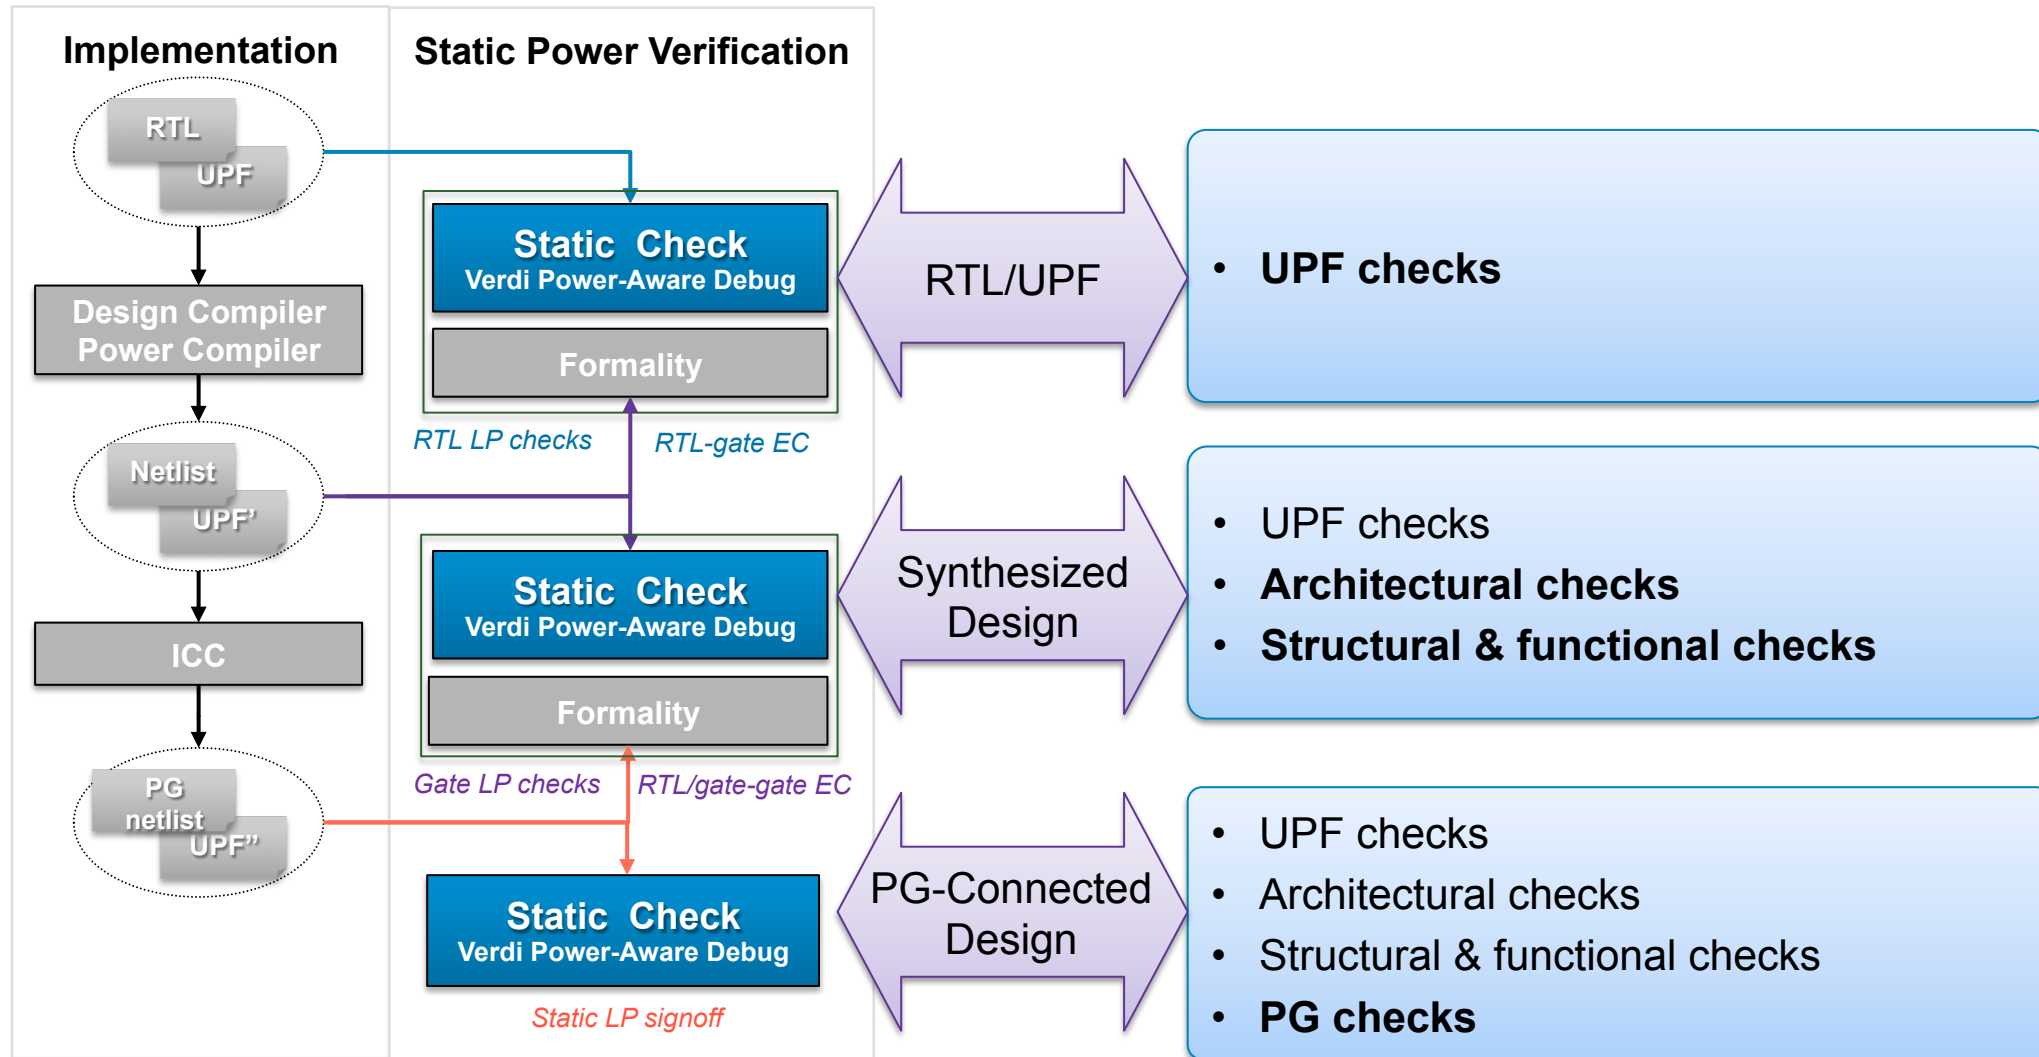 Implementation
RTL
UPF
Design Compiler
Power Compiler
Netlist
UPF’
ICC
PG
netlist
UPF”
Static Power Verification
Static  Check
Verdi Power-Aware Debug
Formality
RTL LP checks
RTL-gate EC
Static  Check
Verdi Power-Aware Debug
Formality
Gate LP checks
RTL/gate-gate EC
Static  Check
Verdi Power-Aware Debug
Static LP signoff
RTL/UPF
• UPF checks
Synthesized
Design
• UPF checks
• Architectural checks
• Structural & functional checks
PG-Connected
Design
• UPF checks
• Architectural checks
• Structural & functional checks
• PG checks